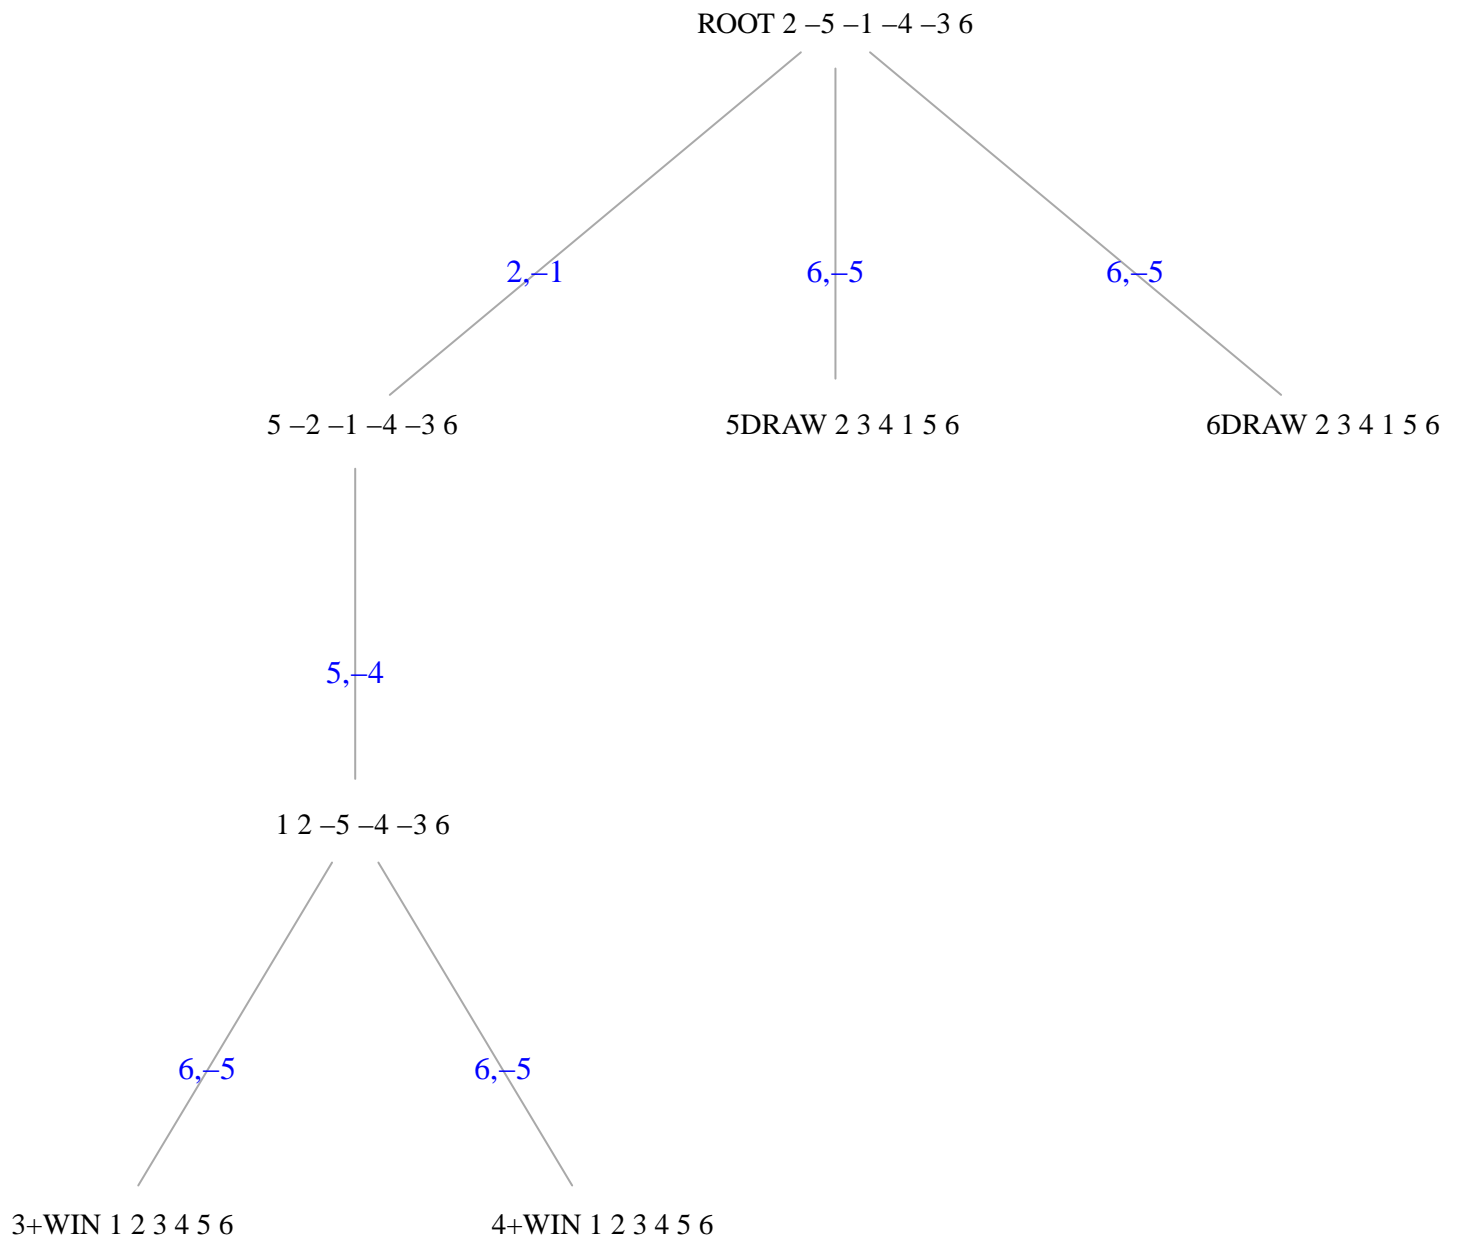 ROOT 2 –5 –1 –4 –3 6
2,–1
6,–5
6,–5
5 –2 –1 –4 –3 6
5DRAW 2 3 4 1 5 6
6DRAW 2 3 4 1 5 6
5,–4
1 2 –5 –4 –3 6
6,–5
6,–5
3+WIN 1 2 3 4 5 6
4+WIN 1 2 3 4 5 6